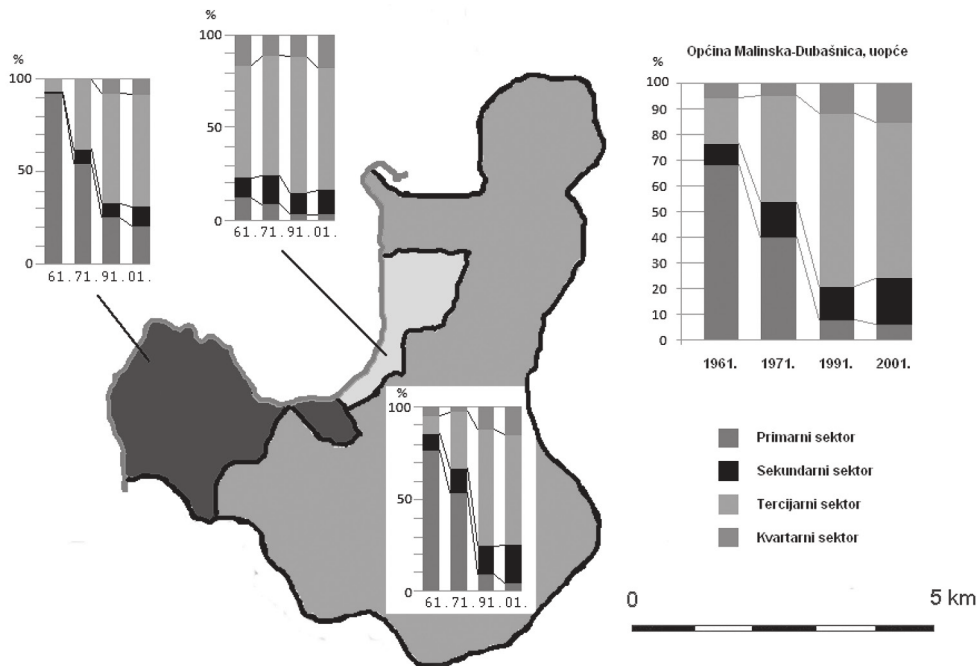 %
100
50
0
61. 71. 91. 01.
%
100
50
0
61. 71. 91. 01.
Općina Malinska-Dubašnica, uopće
%
100
90
80
70
60
50
40
30
20
10
0
1961. 1971. 1991. 2001.
%
100
50
0
61. 71. 91. 01.
Primarni sektor
Sekundarni sektor
Tercijarni sektor
Kvartarni sektor
0 5 km